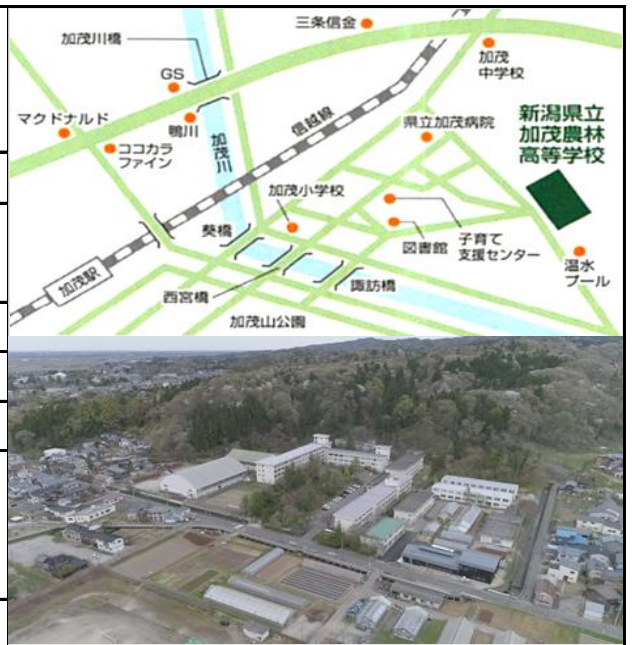 三条信金
加茂川橋
加茂
中学校
GS
マクドナルド
鴨川
信越線
県立加茂病院
新潟県立
加茂農林
高等学校
ココカラ
ファイン
加茂川
加茂小学校
葵橋
図書館
子育て
支援センター
温水
プール
加茂駅
西宮橋
諏訪橋
加茂山公園